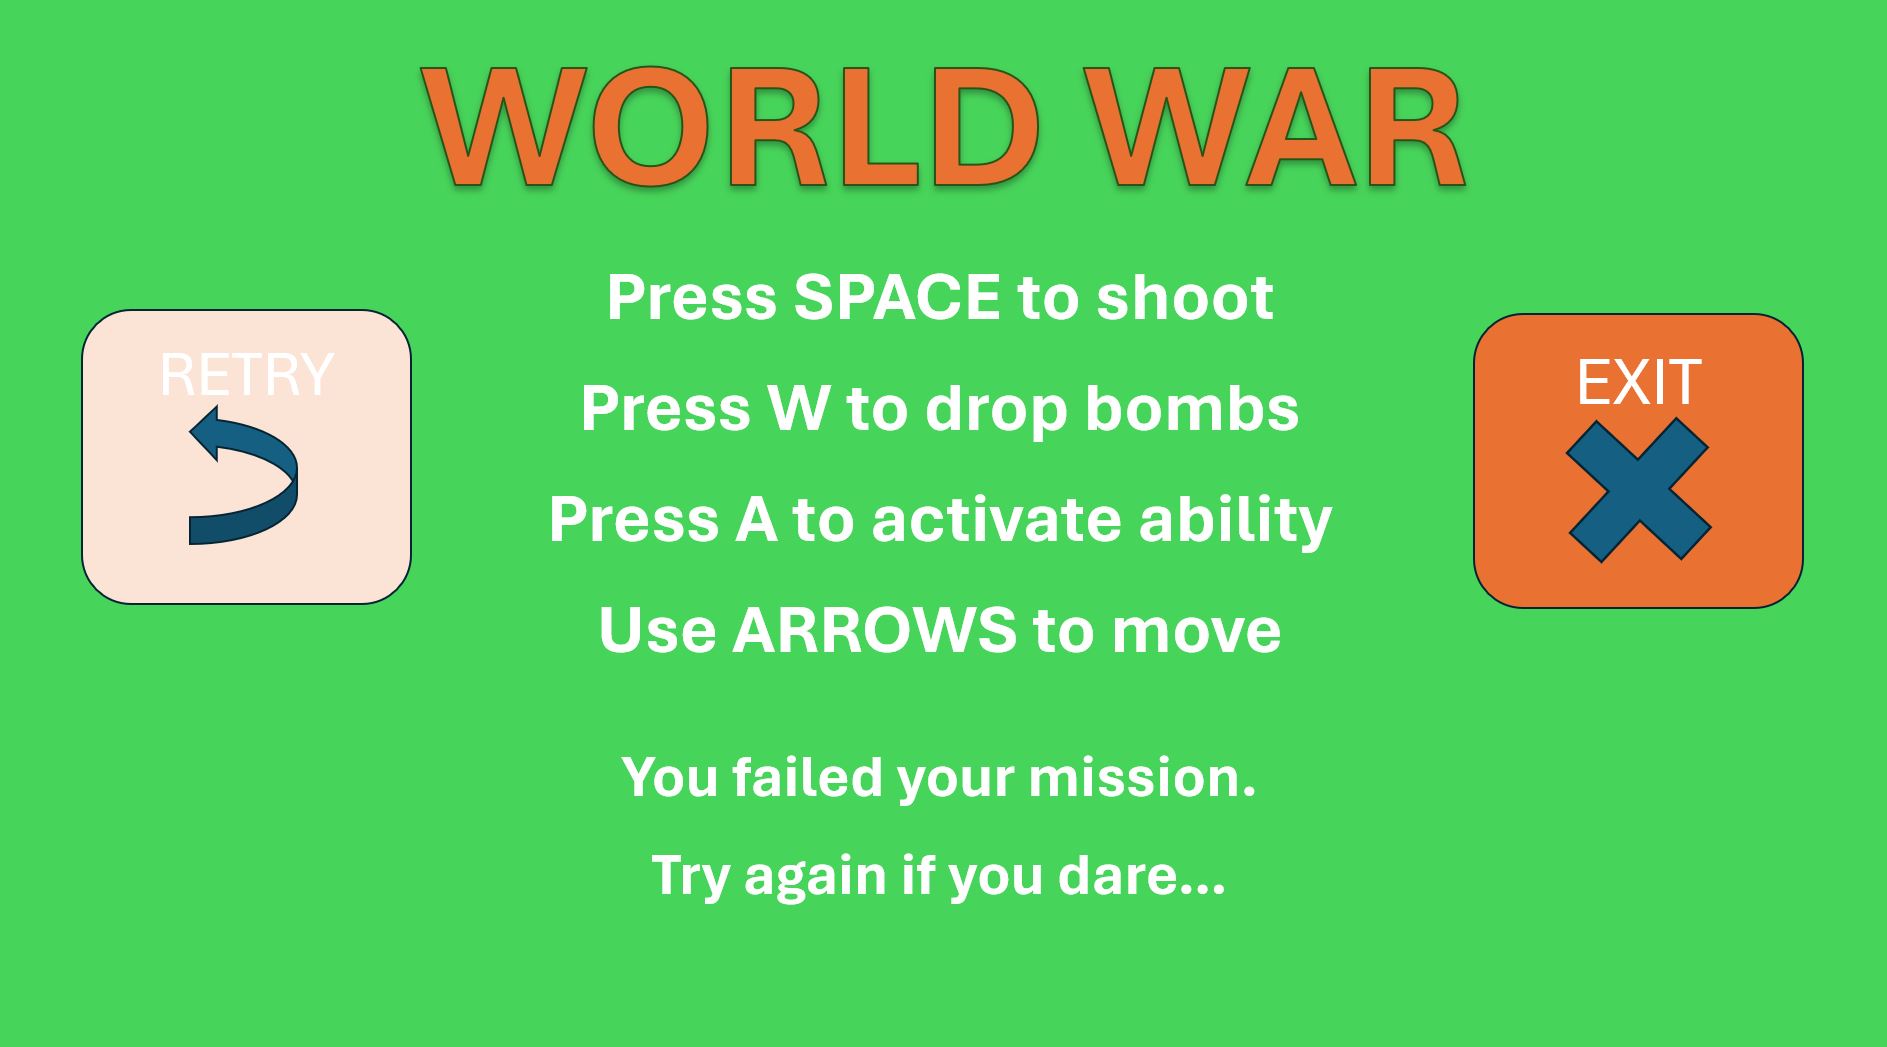 WORLD WAR
Press SPACE to shoot
RETRY
EXIT
Press W to drop bombs
Press A to activate ability
Use ARROWS to move
You failed your mission.
Try again if you dare...